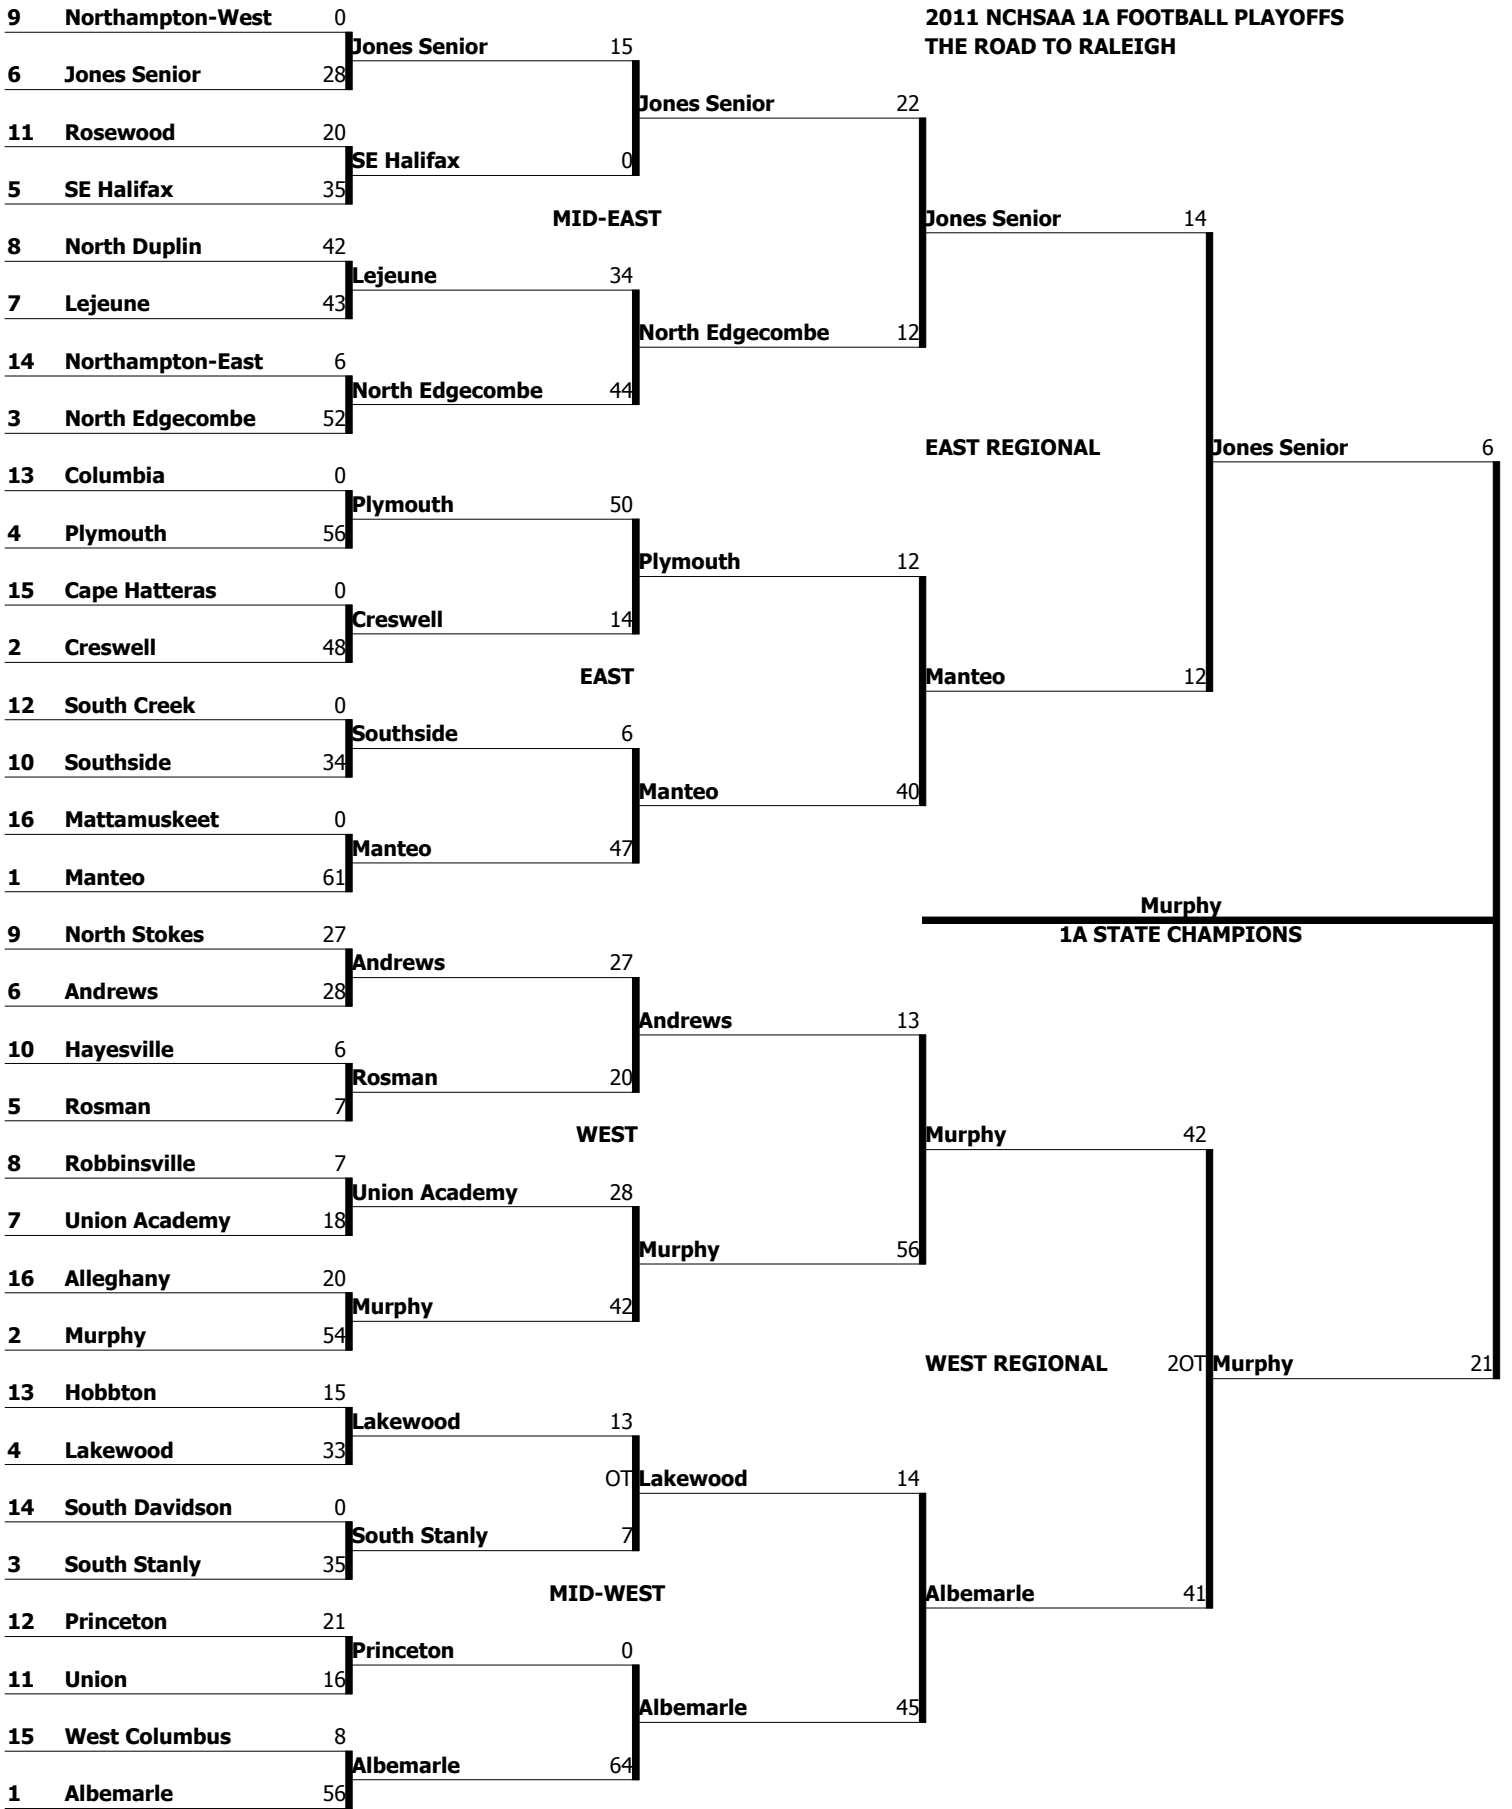 9 Northampton-West 0
2011 NCHSAA 1A FOOTBALL PLAYOFFS
Jones Senior 15
THE ROAD TO RALEIGH
6 Jones Senior 28
Jones Senior 22
11 Rosewood 20
SE Halifax 0
5 SE Halifax 35
MID-EAST
Jones Senior 14
8 North Duplin 42
Lejeune 34
7 Lejeune 43
North Edgecombe 12
14 Northampton-East 6
North Edgecombe 44
3 North Edgecombe 52
EAST REGIONAL
Jones Senior 6
13 Columbia 0
Plymouth 50
4 Plymouth 56
Plymouth 12
15 Cape Hatteras 0
Creswell 14
2 Creswell 48
EAST
Manteo 12
12 South Creek 0
Southside 6
10 Southside 34
Manteo 40
16 Mattamuskeet 0
Manteo 47
1 Manteo 61
Murphy
9 North Stokes 27
1A STATE CHAMPIONS
Andrews 27
6 Andrews 28
Andrews 13
10 Hayesville 6
Rosman 20
5 Rosman 7
WEST
Murphy 42
8 Robbinsville 7
Union Academy 28
7 Union Academy 18
Murphy 56
16 Alleghany 20
Murphy 42
2 Murphy 54
WEST REGIONAL 2OT
Murphy 21
13 Hobbton 15
Lakewood 13
4 Lakewood 33
OT Lakewood 14
14 South Davidson 0
South Stanly 7
3 South Stanly 35
MID-WEST
Albemarle 41
12 Princeton 21
Princeton 0
11 Union 16
Albemarle 45
15 West Columbus 8
Albemarle 64
1 Albemarle 56